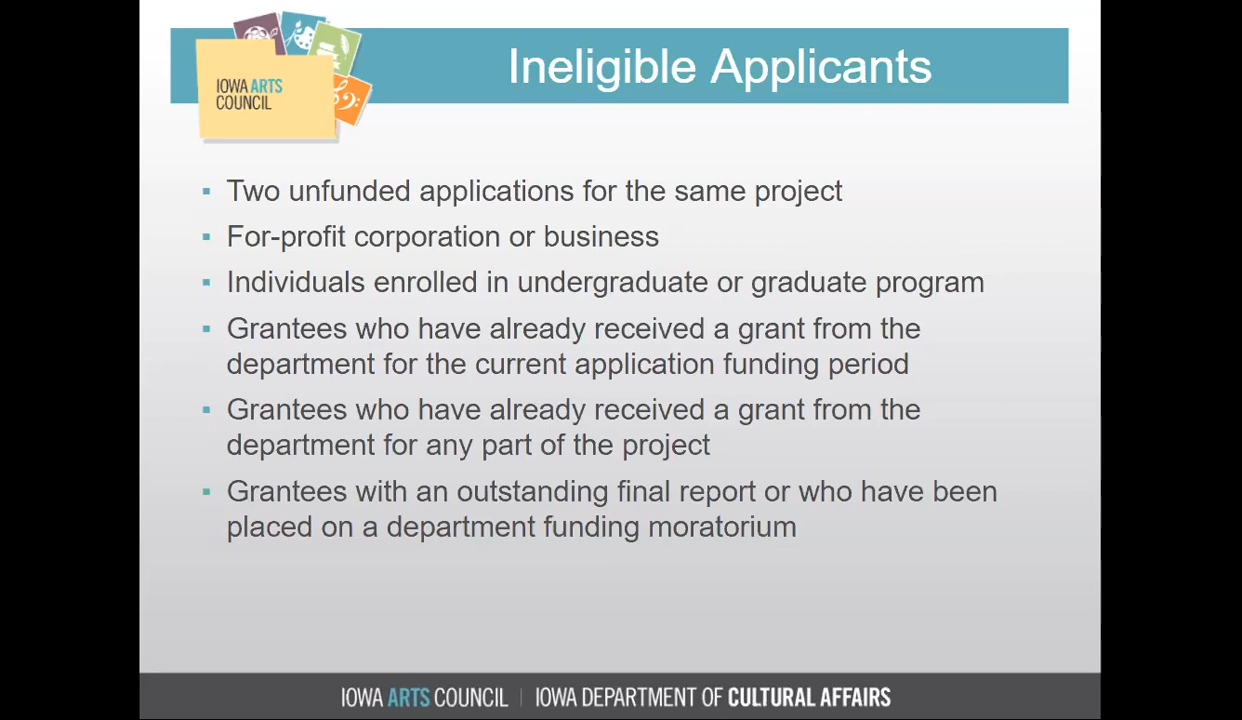 IOWA ARTS
COUNCIL
Ineligible Applicants
▪ Two unfunded applications for the same project
▪ For-profit corporation or business
▪ Individuals enrolled in undergraduate or graduate program
▪ Grantees who have already received a grant from the
department for the current application funding period
▪ Grantees who have already received a grant from the
department for any part of the project
▪ Grantees with an outstanding final report or who have been
placed on a department funding moratorium
IOWA ARTS COUNCIL | IOWA DEPARTMENT OF CULTURAL AFFAIRS